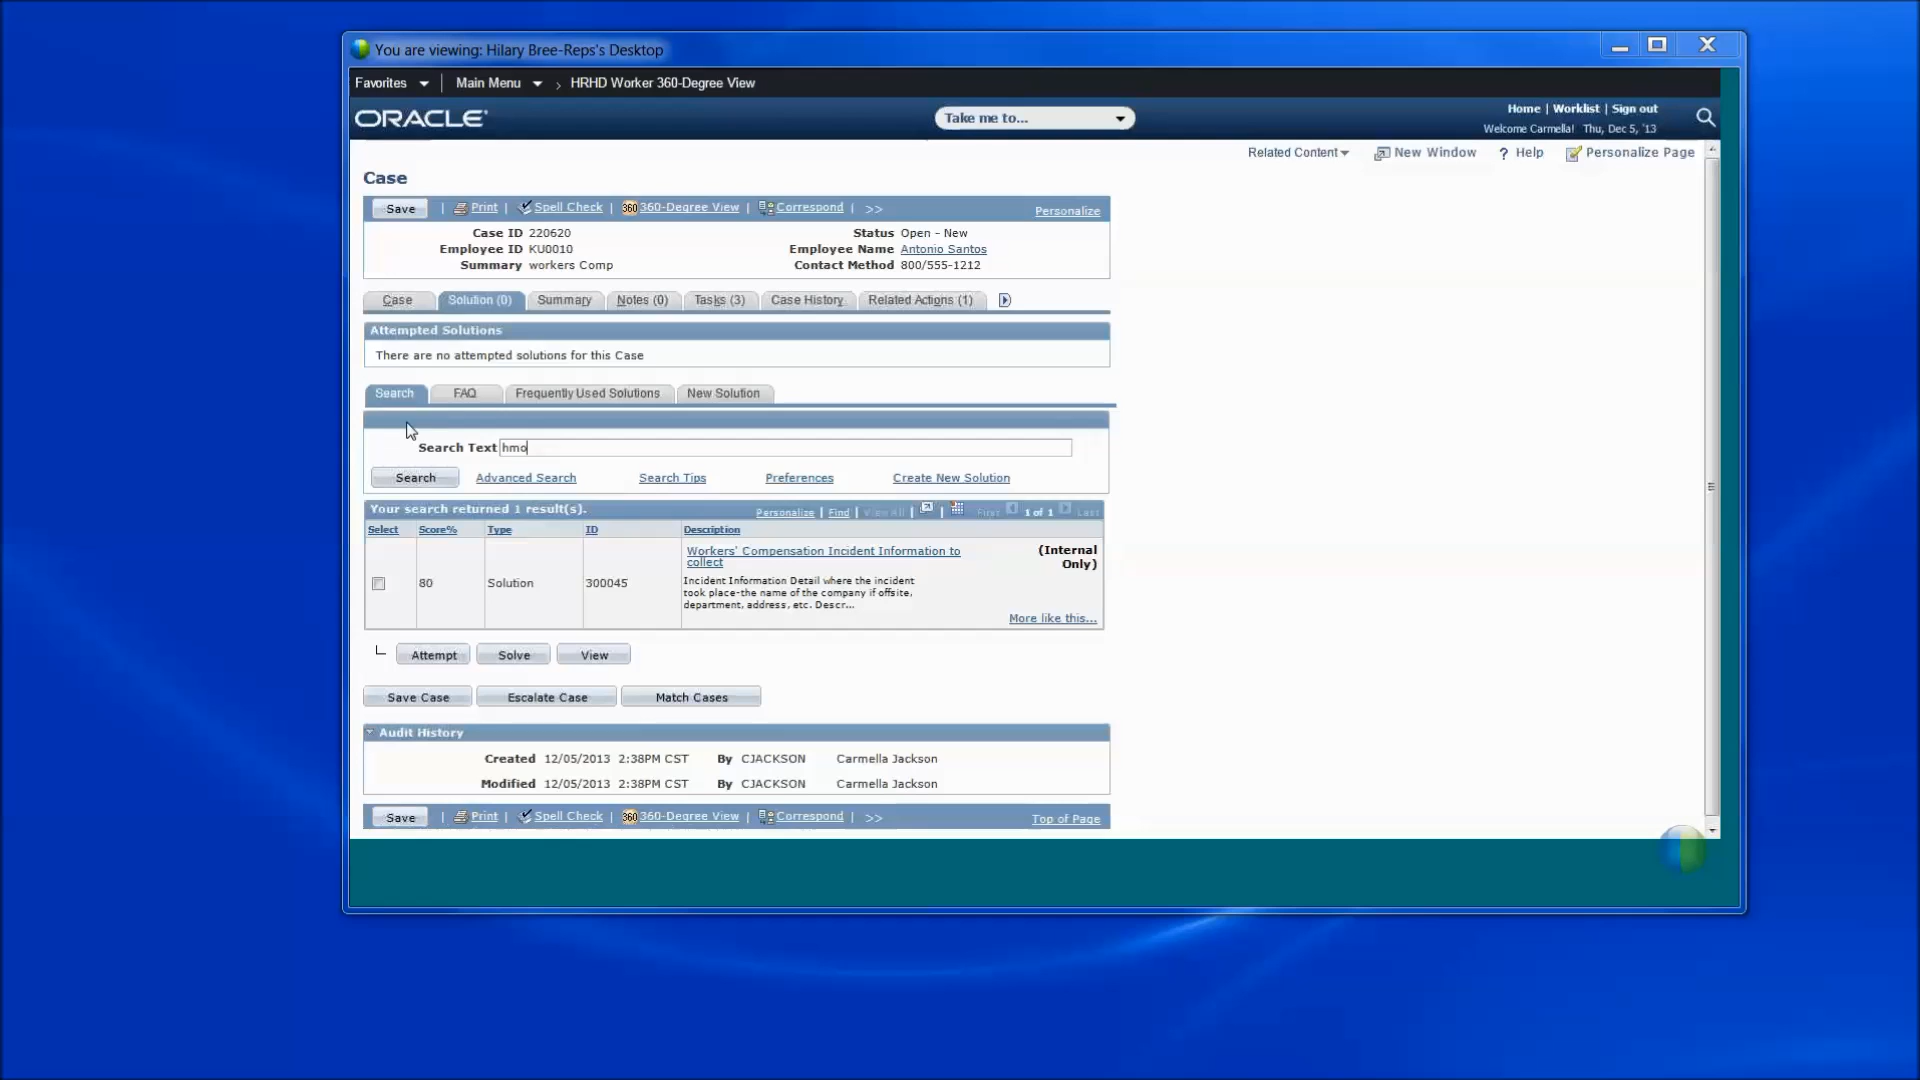 You are viewing: Hilary Bree-Reps's Desktop
Favorites Main Menu > HRHD Worker 360-Degree View
ORACLE
Take me to...
Home | Worklist | Sign out
Welcome Carmella! Thu, Dec 5, '13
Related Content New Window ? Help Personalize Page
Case
Save | Print | Spell Check | 360 360-Degree View | Correspond | >> Personalize
Case ID 220620 Status Open - New
Employee ID KU0010 Employee Name Antonio Santos
Summary workers Comp Contact Method 800/555-1212
Case Solution (0) Summary Notes (0) Tasks (3) Case History Related Actions (1)
Attempted Solutions
There are no attempted solutions for this Case
Search FAQ Frequently Used Solutions New Solution
Search Text hmo
Search Advanced Search Search Tips Preferences Create New Solution
Your search returned 1 result(s). Personalize | Find | View All | | First 1 of 1 Last
Select Score% Type ID Description
Workers' Compensation Incident Information to (Internal
collect Only)
80 Solution 300045 Incident Information Detail where the incident
took place-the name of the company if offsite,
department, address, etc. Descr...
More like this...
Attempt Solve View
Save Case Escalate Case Match Cases
Audit History
Created 12/05/2013 2:38PM CST By CJACKSON Carmella Jackson
Modified 12/05/2013 2:38PM CST By CJACKSON Carmella Jackson
Save | Print | Spell Check | 360 360-Degree View | Correspond | >> Top of Page